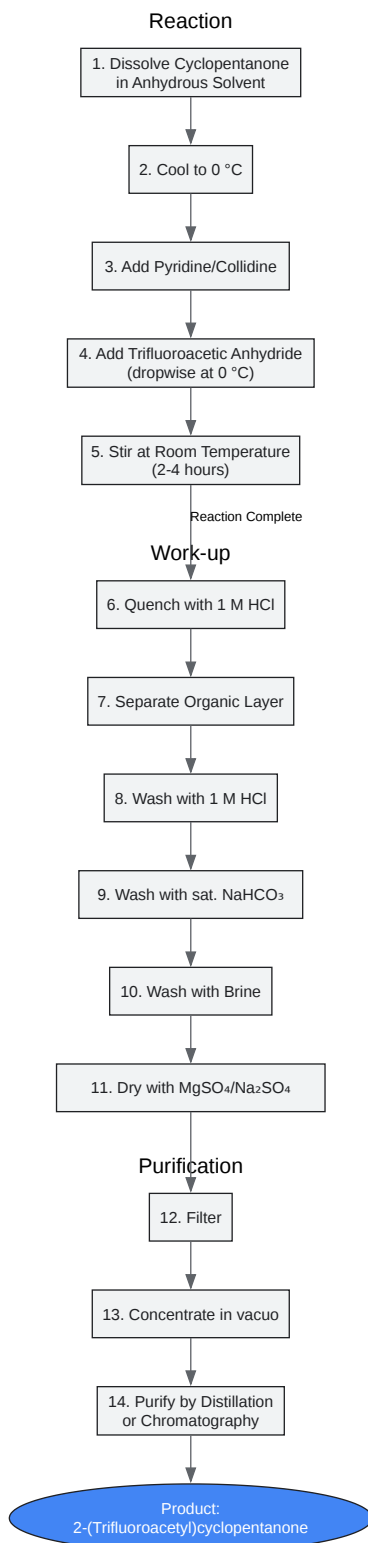 Reaction
1. Dissolve Cyclopentanone
in Anhydrous Solvent
2. Cool to 0 °C
3. Add Pyridine/Collidine
4. Add Trifluoroacetic Anhydride
(dropwise at 0 °C)
5. Stir at Room Temperature
(2-4 hours)
Reaction Complete
Work-up
6. Quench with 1 M HCl
7. Separate Organic Layer
8. Wash with 1 M HCl
9. Wash with sat. NaHCO₃
10. Wash with Brine
11. Dry with MgSO₄/Na₂SO₄
Purification
12. Filter
13. Concentrate in vacuo
14. Purify by Distillation
or Chromatography
Product:
2-(Trifluoroacetyl)cyclopentanone